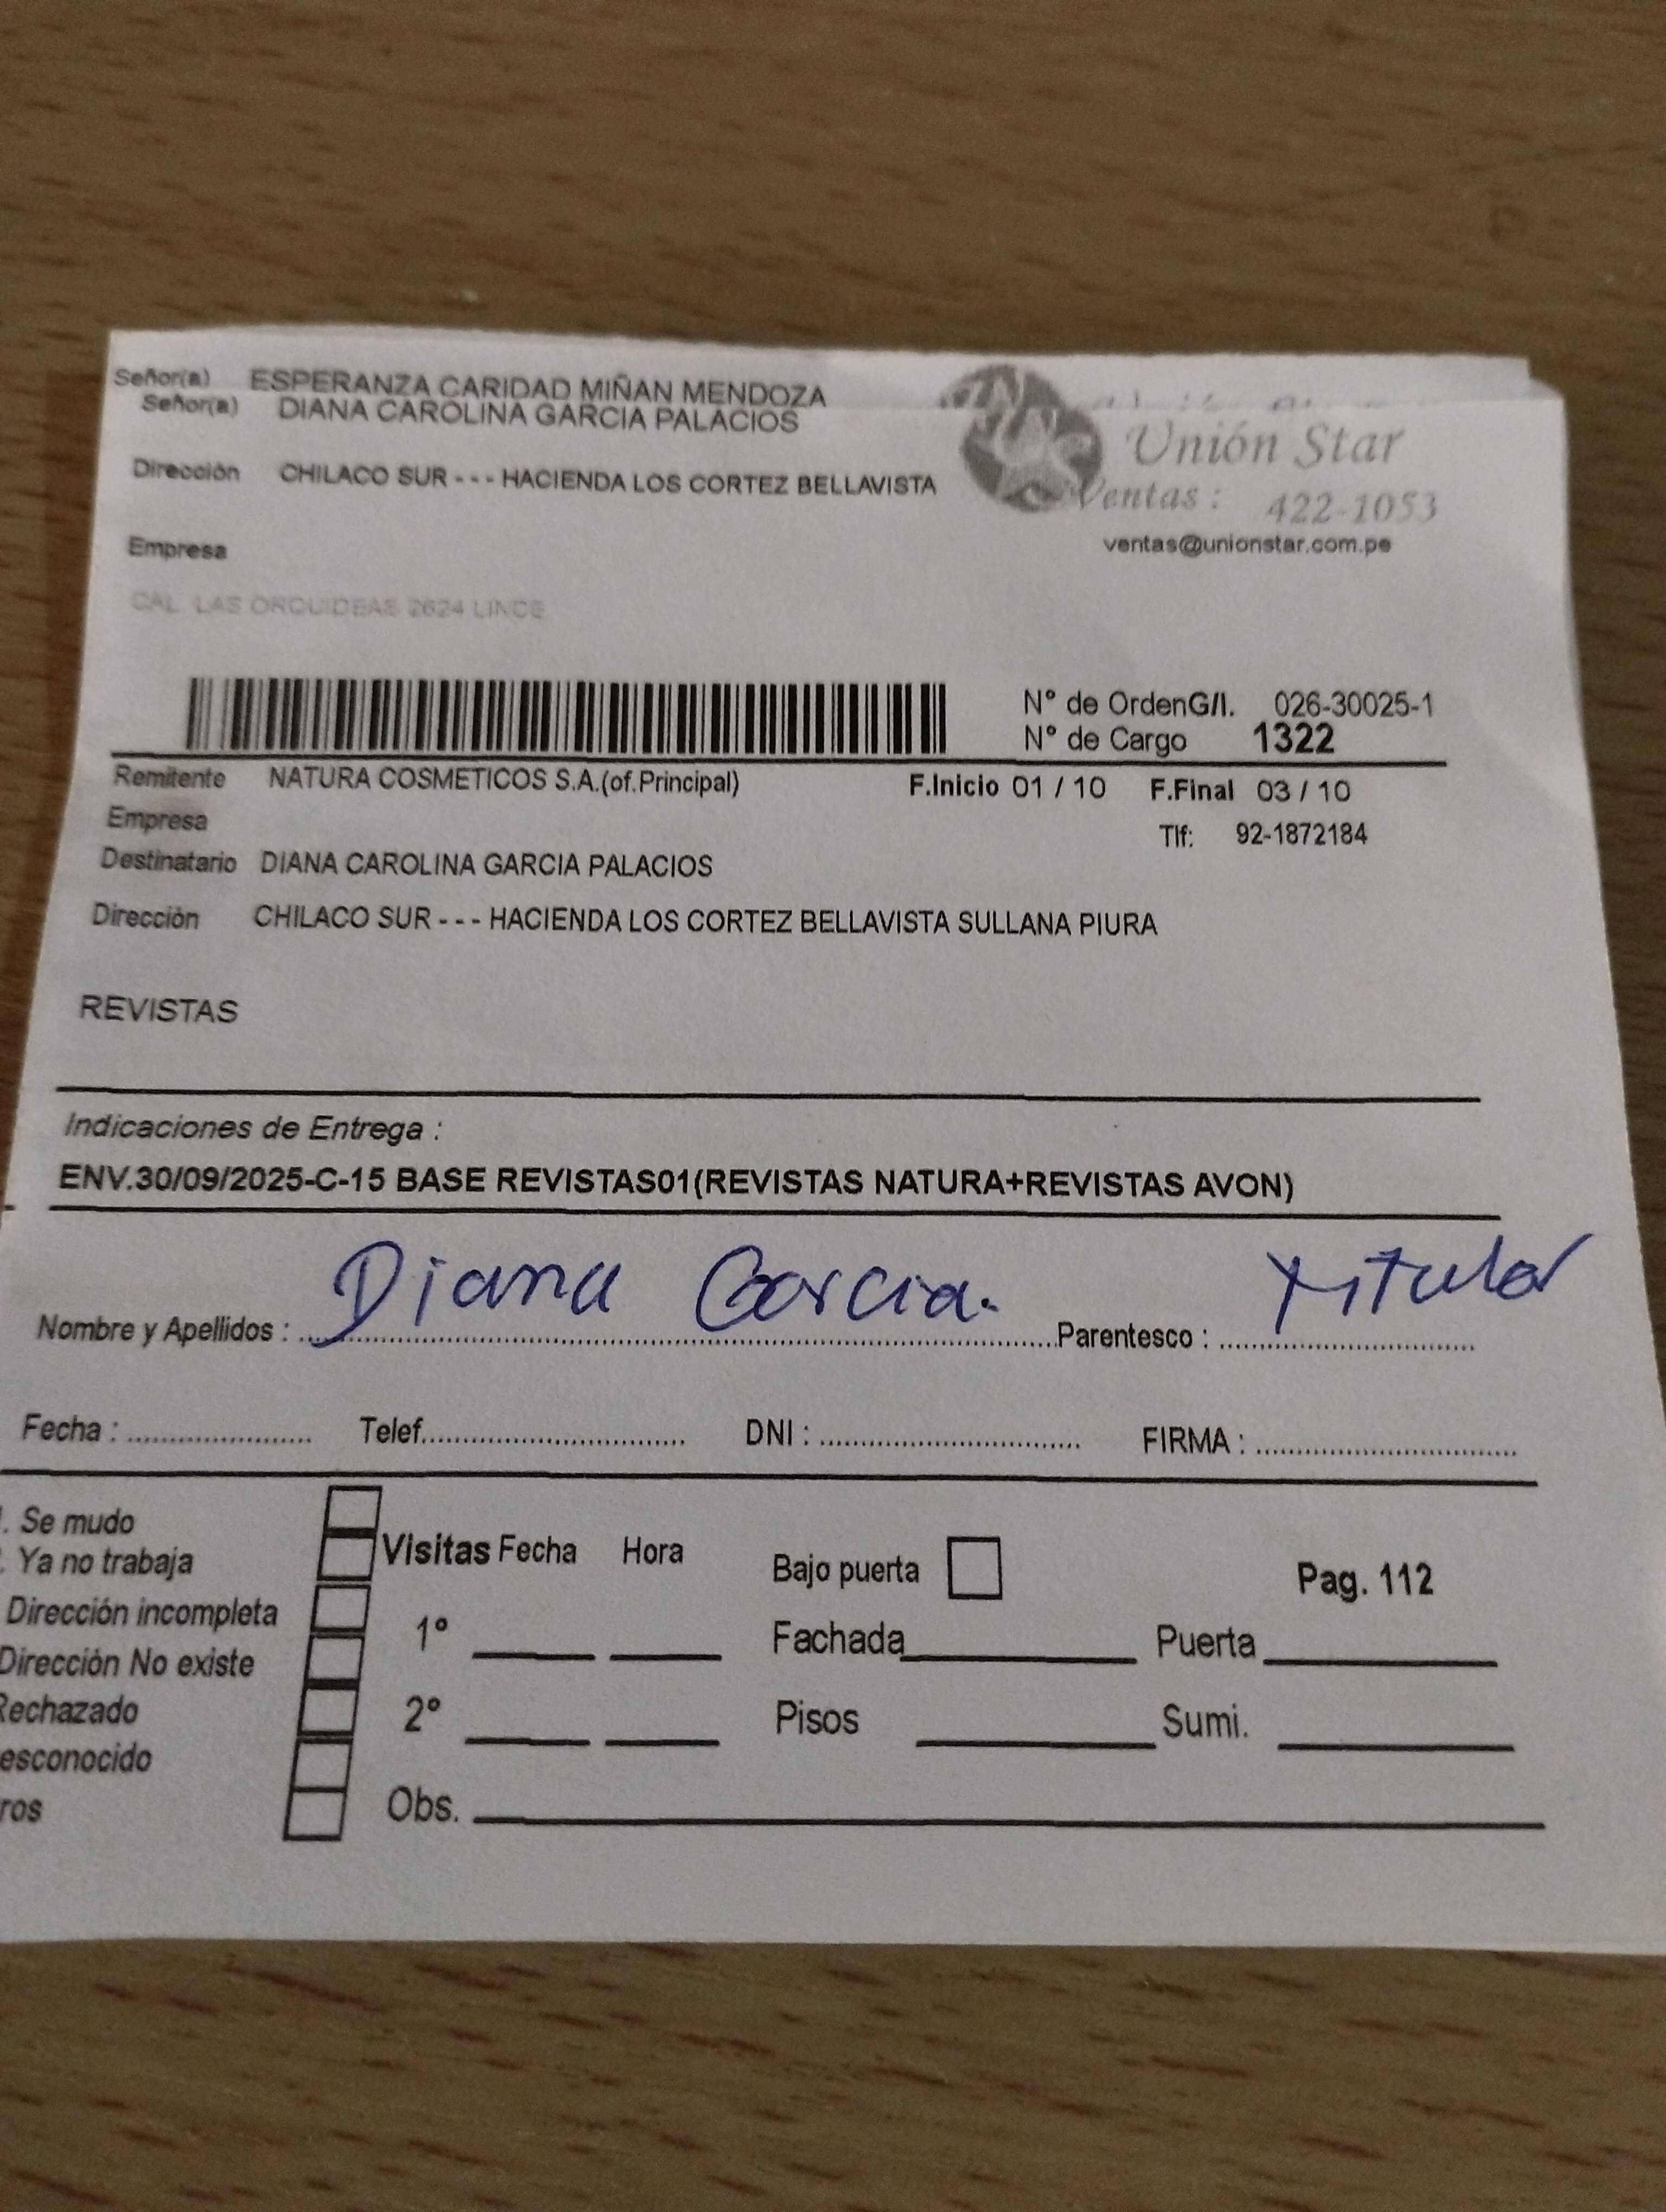 Señor(a) ESPERANZA CARIDAD MIÑAN MENDOZA
Señor(a) DIANA CAROLINA GARCIA PALACIOS
Unión Star
Dirección CHILACO SUR - - - HACIENDA LOS CORTEZ BELLAVISTA
Ventas : 422-1053
Empresa
ventas@unionstar.com.pe
CAL. LAS ORQUIDEAS 2624 LINCE
N° de OrdenG/I. 026-30025-1
N° de Cargo 1322
Remitente NATURA COSMETICOS S.A.(of.Principal) F.Inicio 01 / 10 F.Final 03 / 10
Empresa Tlf: 92-1872184
Destinatario DIANA CAROLINA GARCIA PALACIOS
Dirección CHILACO SUR - - - HACIENDA LOS CORTEZ BELLAVISTA SULLANA PIURA
REVISTAS
Indicaciones de Entrega :
ENV.30/09/2025-C-15 BASE REVISTAS01(REVISTAS NATURA+REVISTAS AVON)
Nombre y Apellidos : Diana Garcia. Parentesco : titular
Fecha : Telef. DNI : FIRMA :
. Se mudo
. Ya no trabaja
Dirección incompleta
Dirección No existe
Rechazado
esconocido
ros
Visitas Fecha Hora Bajo puerta Pag. 112
1° Fachada Puerta
2° Pisos Sumi.
Obs.